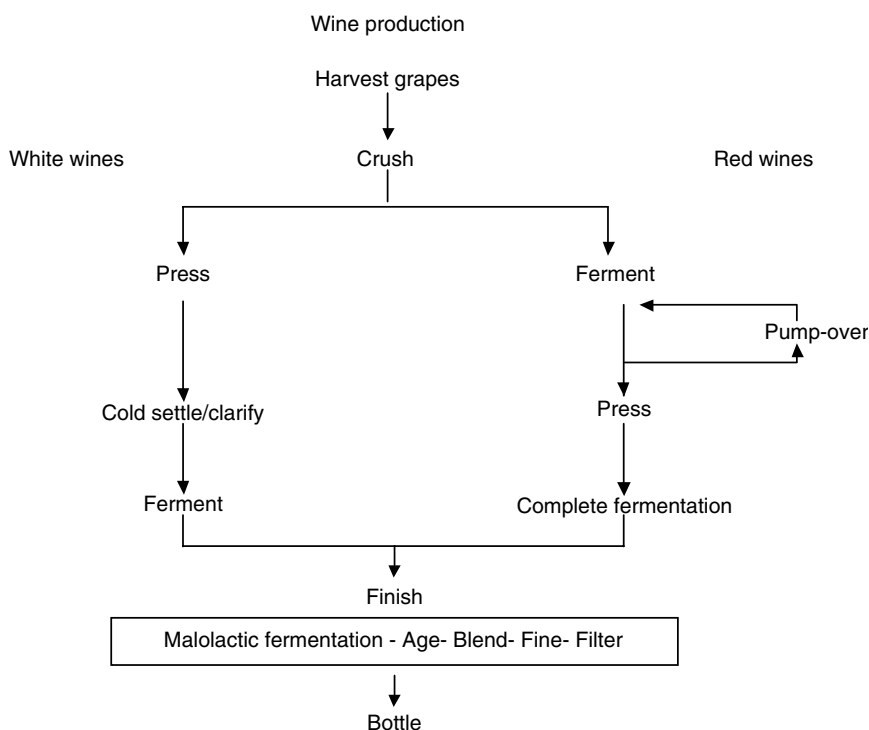 Wine production
Harvest grapes
White wines
Crush
Red wines
Press
Ferment
Pump-over
Cold settle/clarify
Press
Ferment
Complete fermentation
Finish
Malolactic fermentation - Age- Blend- Fine- Filter
Bottle